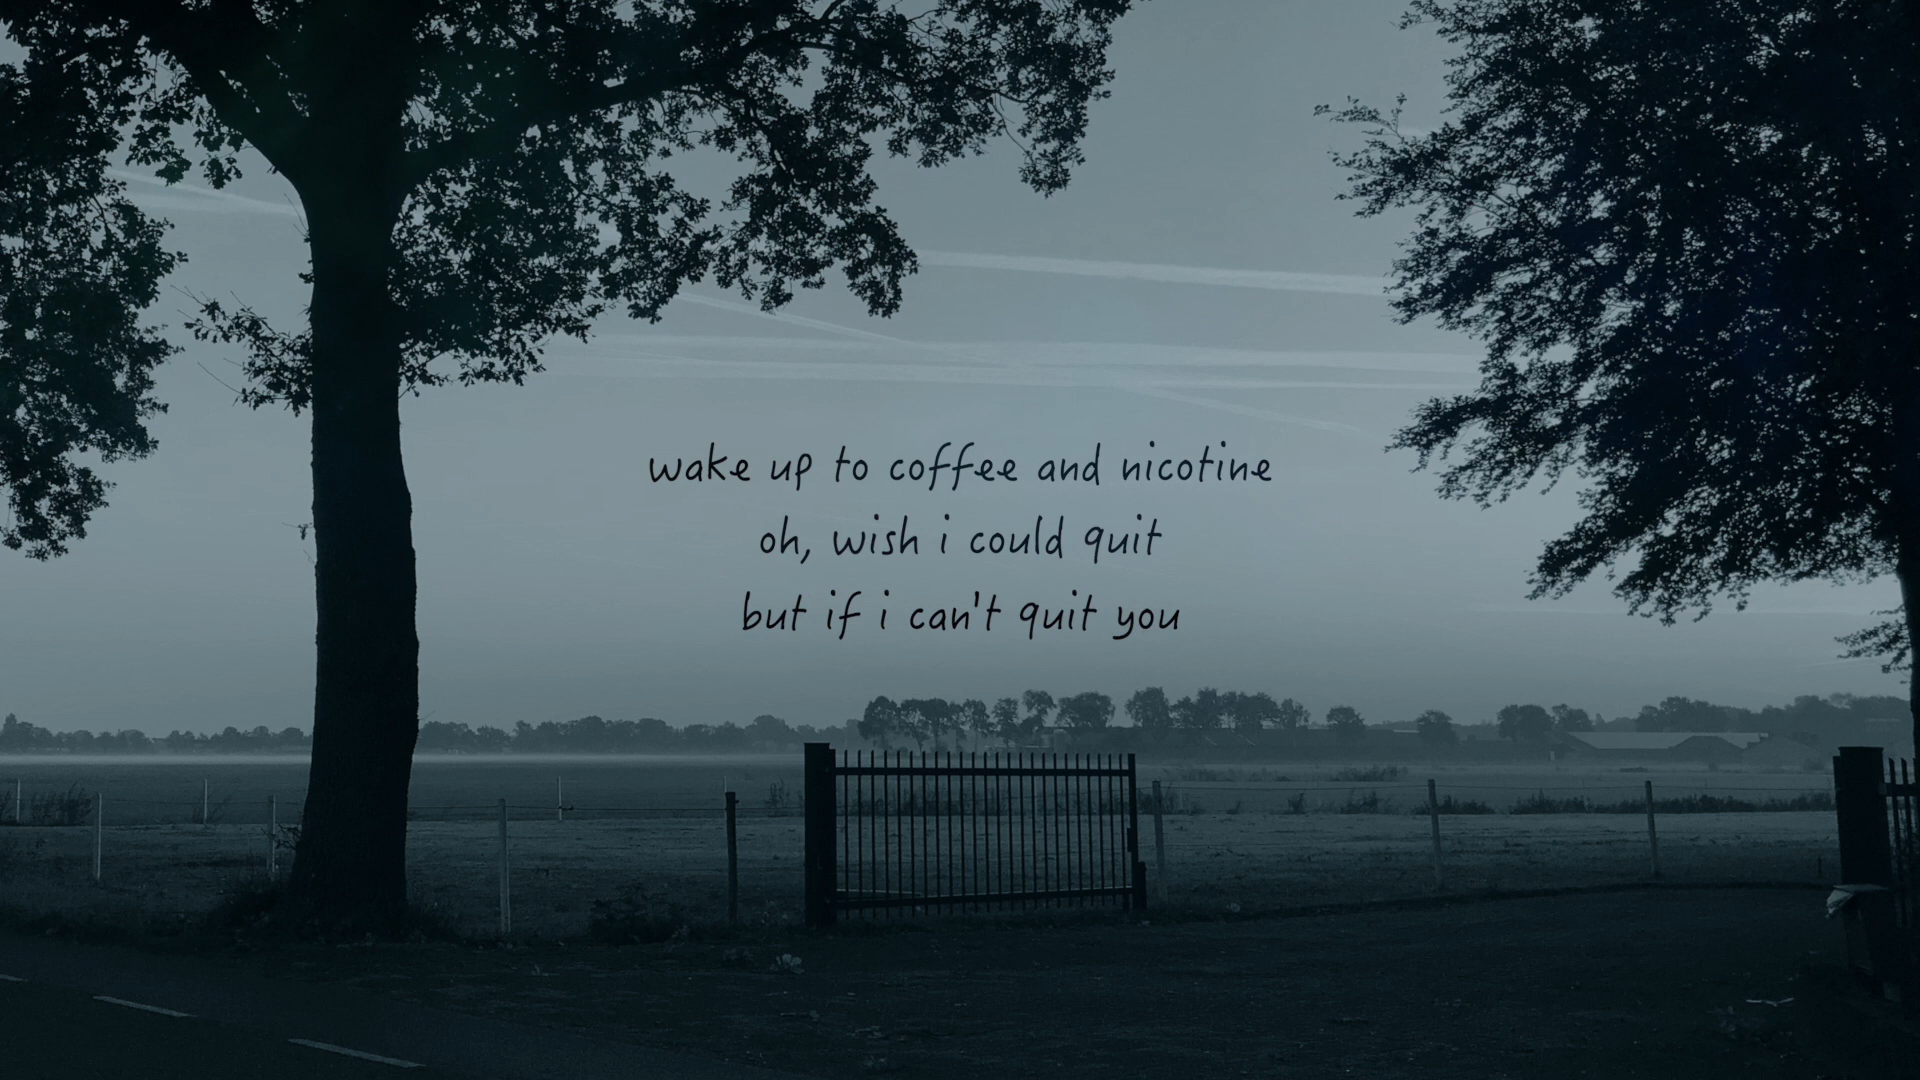 wake up to coffee and nicotine
oh, wish i could quit
but if i can't quit you